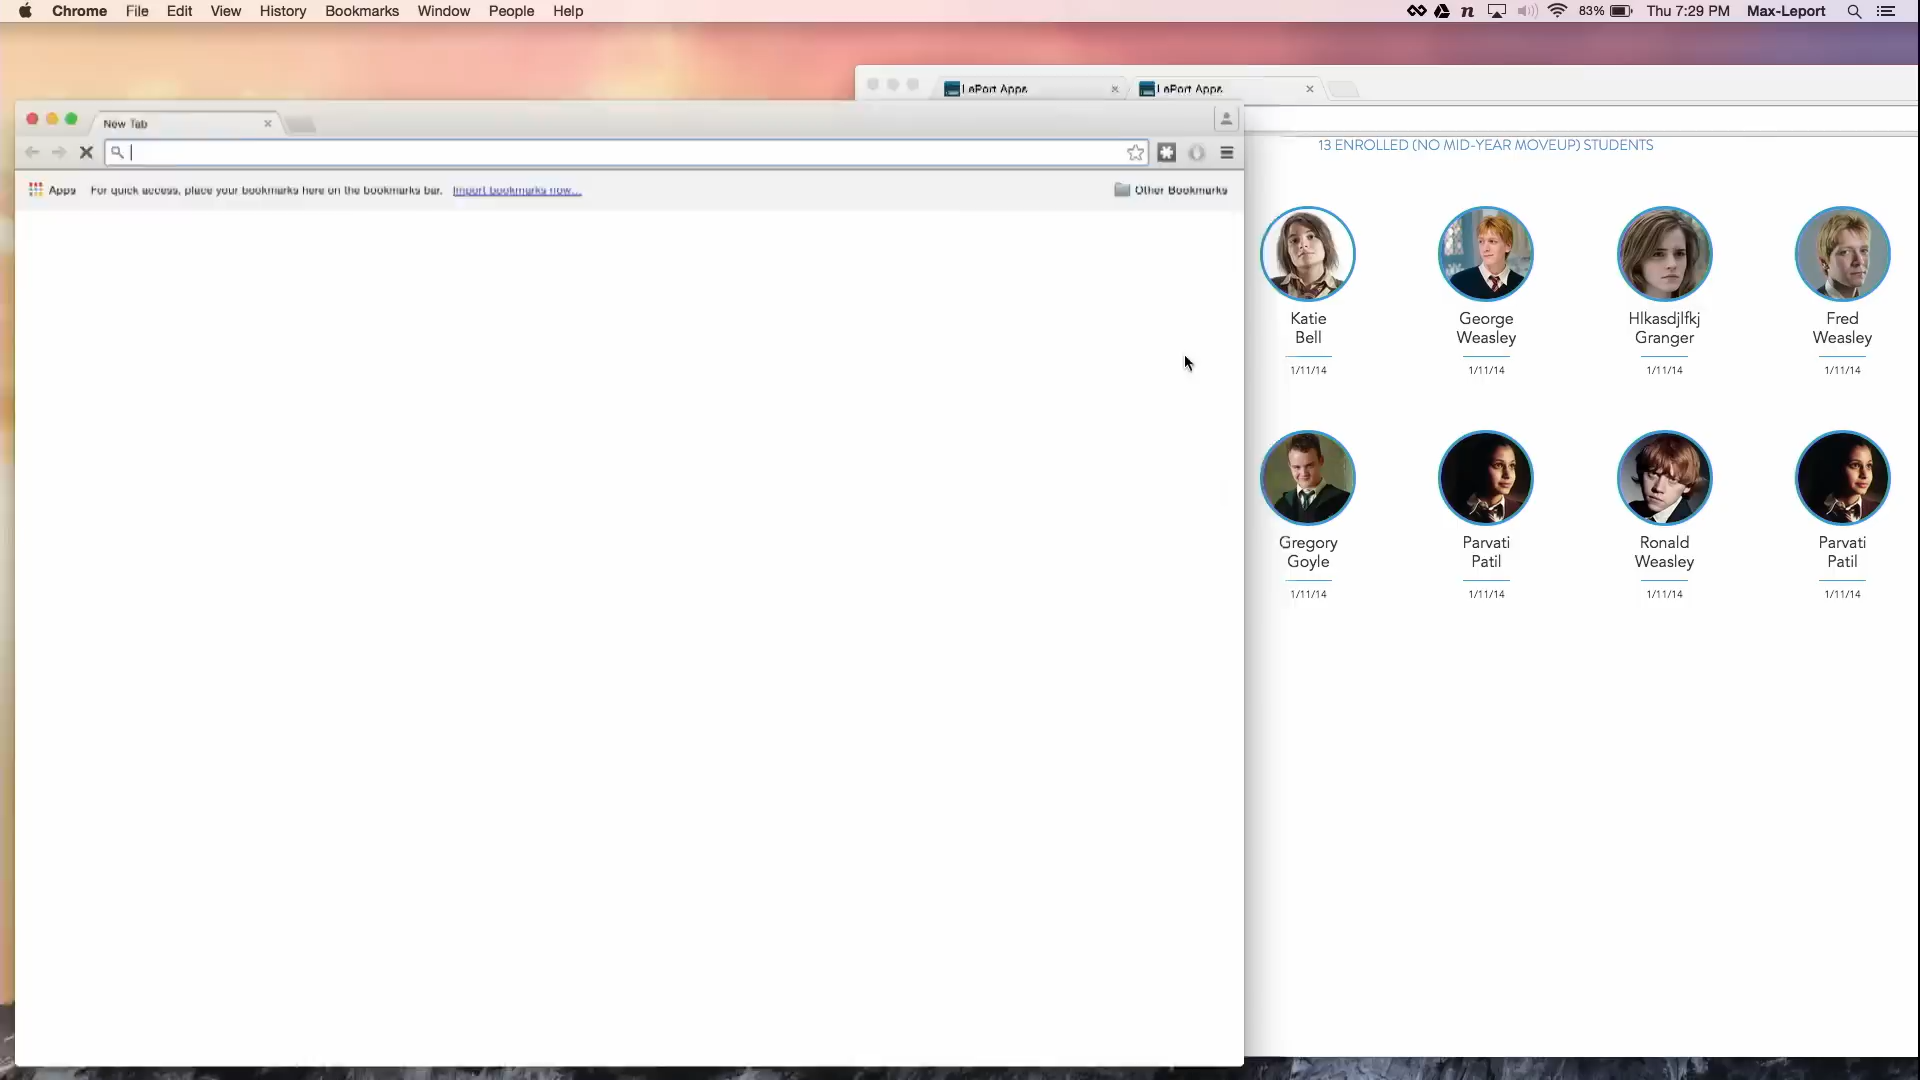 Chrome File Edit View History Bookmarks Window People Help
83% Thu 7:29 PM Max-Leport
LePort Apps
LePort Apps
New Tab
Apps For quick access, place your bookmarks here on the bookmarks bar. Import bookmarks now... Other Bookmarks
13 ENROLLED (NO MID-YEAR MOVEUP) STUDENTS
Katie
Bell
1/11/14
George
Weasley
1/11/14
Hlkasdjlfkj
Granger
1/11/14
Fred
Weasley
1/11/14
Gregory
Goyle
1/11/14
Parvati
Patil
1/11/14
Ronald
Weasley
1/11/14
Parvati
Patil
1/11/14